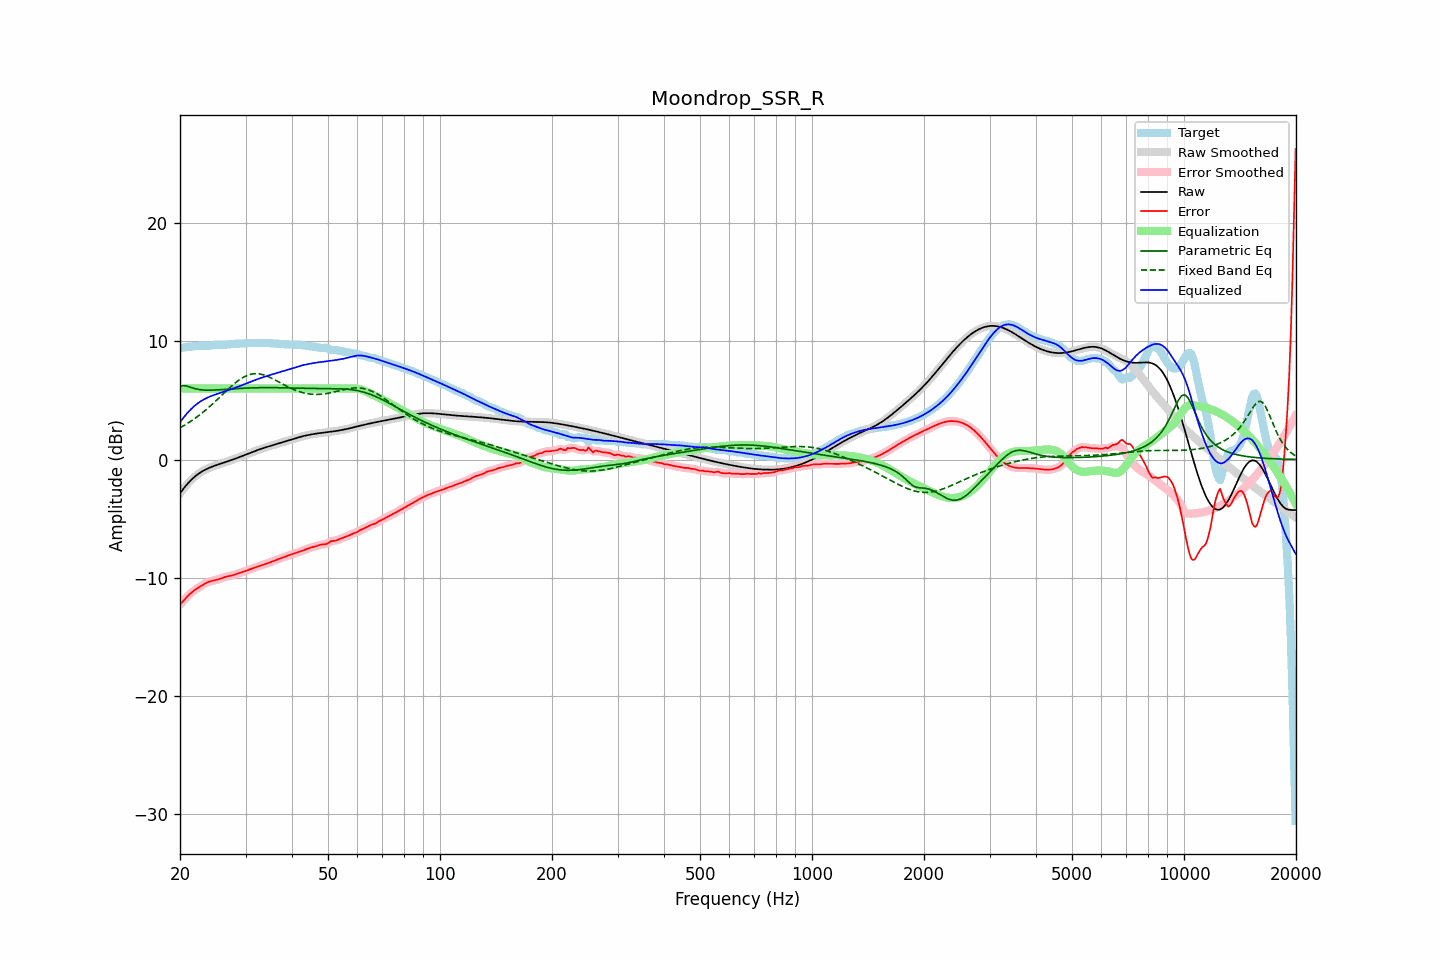 Moondrop_SSR_R
Target
Raw Smoothed
Error Smoothed
Raw
Error
Equalization
Parametric Eq
Fixed Band Eq
Equalized
Amplitude (dBr)
20
10
0
−10
−20
−30
20
50
100
200
500
1000
2000
5000
10000
20000
Frequency (Hz)